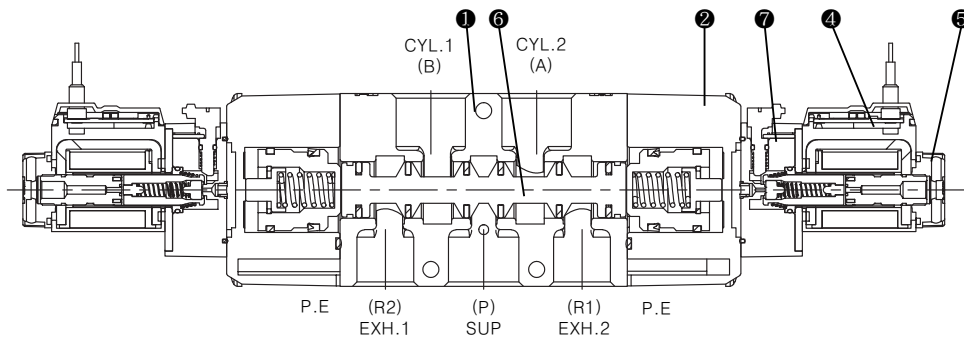 ❶ ❻ ❷ ❼ ❹ ❺
CYL.1 CYL.2
(B) (A)
P.E (R2) (P) (R1) P.E
EXH.1 SUP EXH.2